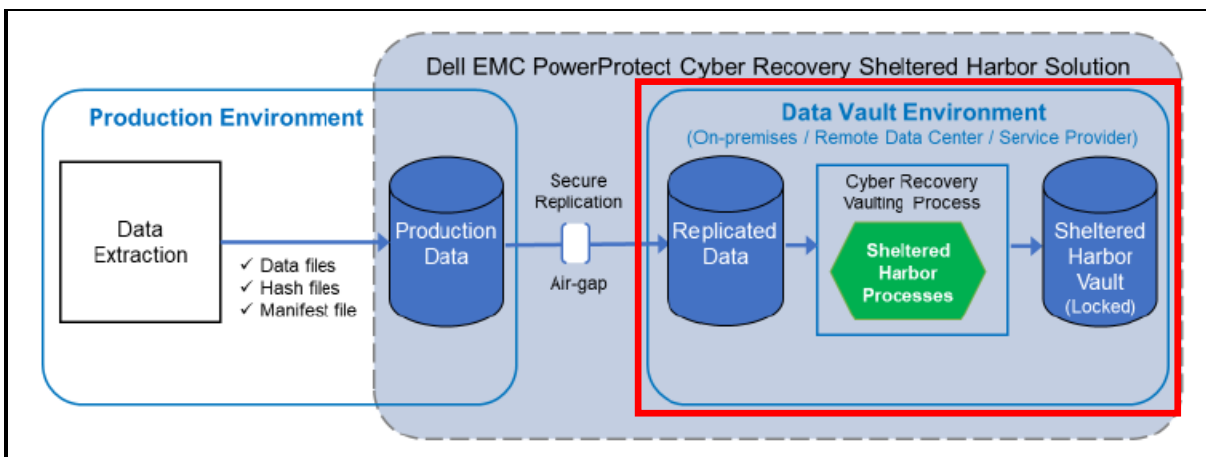 Dell EMC PowerProtect Cyber Recovery Sheltered Harbor Solution
Production Environment
Data
Extraction
✓ Data files
✓ Hash files
✓ Manifest file
Production
Data
Secure
Replication
Air-gap
Data Vault Environment
(On-premises / Remote Data Center / Service Provider)
Replicated
Data
Cyber Recovery
Vaulting Process
Sheltered
Harbor
Processes
Sheltered
Harbor
Vault
(Locked)